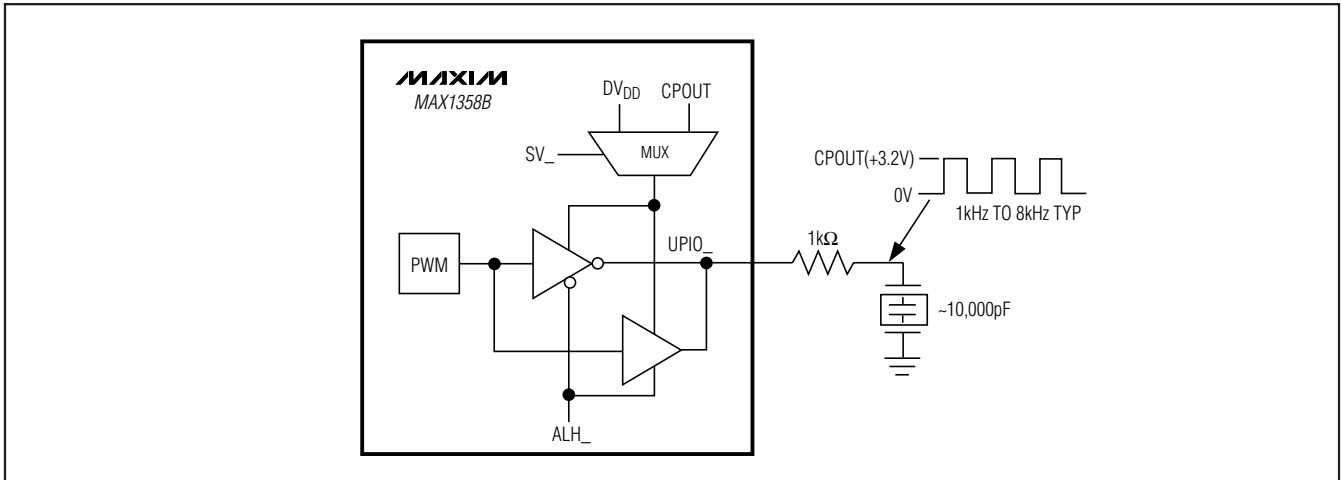 MAXIM
MAX1358B
DVDD
CPOUT
SV_
MUX
CPOUT(+3.2V)
0V
1kHz TO 8kHz TYP
PWM
UPIO_
1kΩ
~10,000pF
ALH_